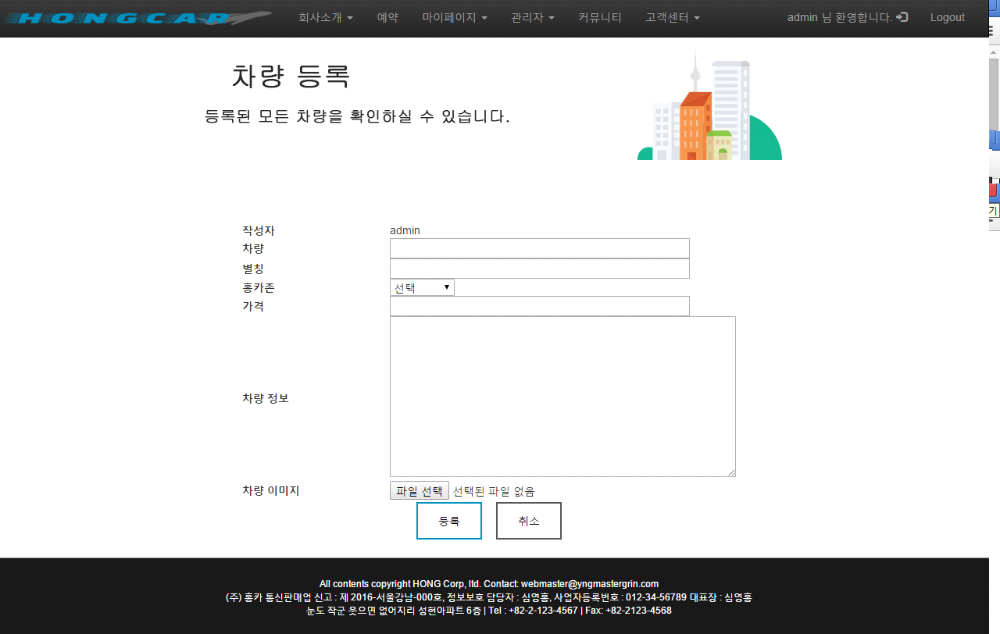 HONGCAR 회사소개 예약 마이페이지 관리자 커뮤니티 고객센터 admin 님 환영합니다. Logout
차량 등록
등록된 모든 차량을 확인하실 수 있습니다.
기
작성자 admin
차량
별칭
홍카존 선택
가격
차량 정보
차량 이미지 파일 선택 선택된 파일 없음
등록 취소
All contents copyright HONG Corp, ltd. Contact: webmaster@yngmastergrin.com
(주) 홍카 통신판매업 신고 : 제 2016-서울강남-000호, 정보보호 담당자 : 심영홍, 사업자등록번호 : 012-34-56789 대표장 : 심영홍
눈도 작군 웃으면 없어지리 성현아파트 6층 | Tel : +82-2-123-4567 | Fax: +82-2123-4568